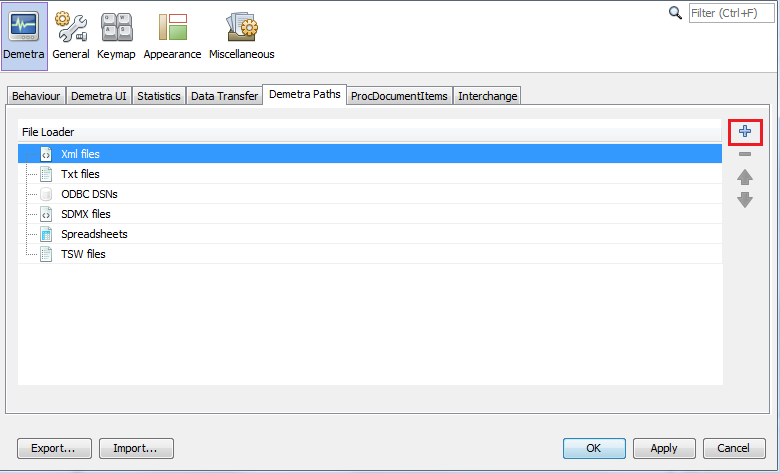 Filter (Ctrl+F)
Demetra General Keymap Appearance Miscellaneous
Behaviour Demetra UI Statistics Data Transfer Demetra Paths ProcDocumentItems Interchange
File Loader
Xml files
Txt files
ODBC DSNs
SDMX files
Spreadsheets
TSW files
Export... Import... OK Apply Cancel